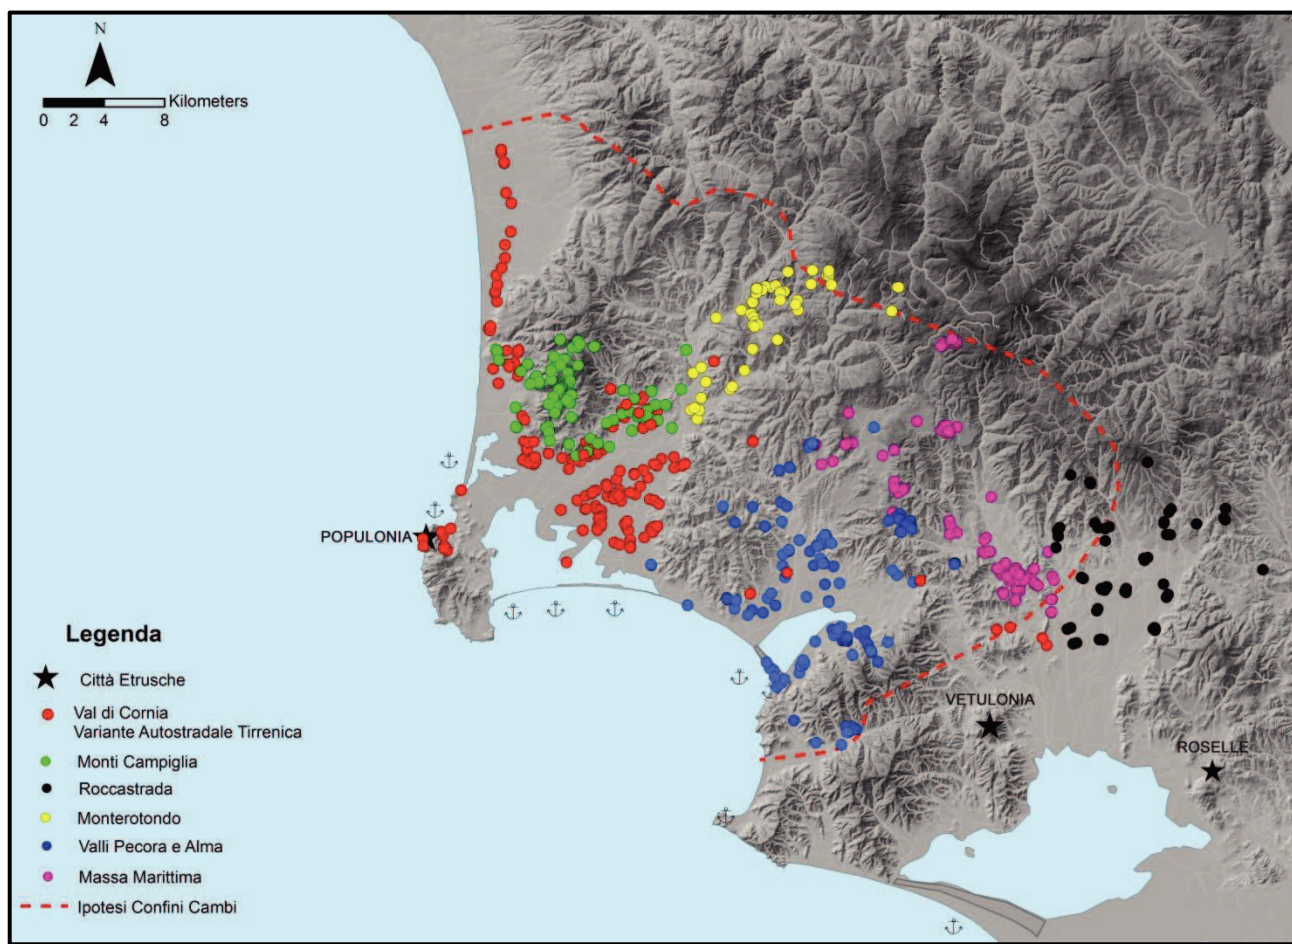 N
Kilometers
0 2 4 8
POPULONIA
VETULONIA
ROSELLE
Legenda
Città Etrusche
Val di Cornia
Variante Autostradale Tirrenica
Monti Campiglia
Roccastrada
Monterotondo
Valli Pecora e Alma
Massa Marittima
Ipotesi Confini Cambi